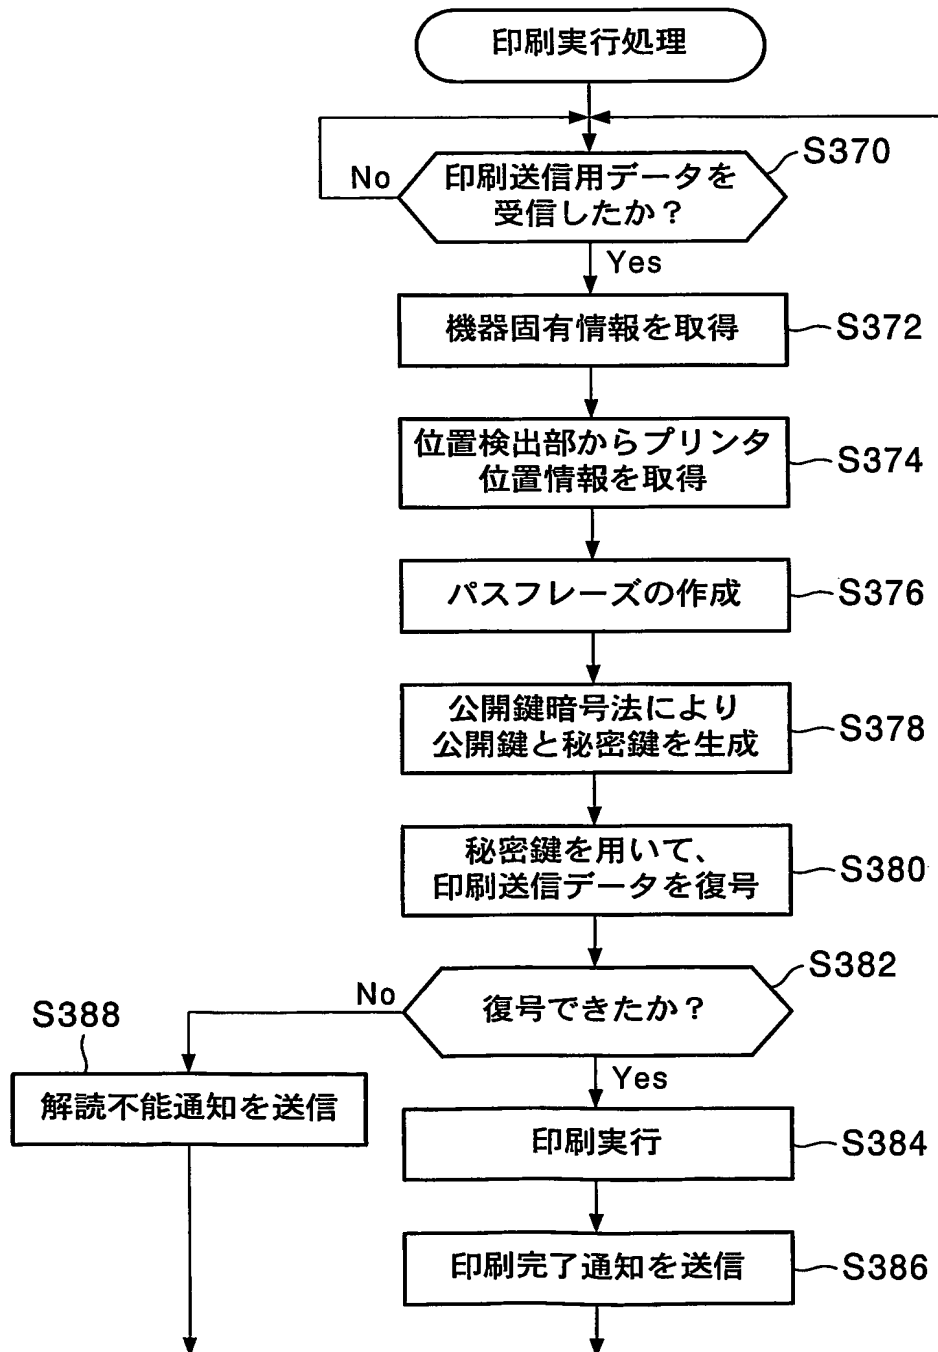 印刷実行処理
S370
No
印刷送信用データを
受信したか？
Yes
機器固有情報を取得
S372
位置検出部からプリンタ
位置情報を取得
S374
パスフレーズの作成
S376
公開鍵暗号法により
公開鍵と秘密鍵を生成
S378
秘密鍵を用いて、
印刷送信データを復号
S380
S382
No
復号できたか？
S388
Yes
解読不能通知を送信
印刷実行
S384
印刷完了通知を送信
S386